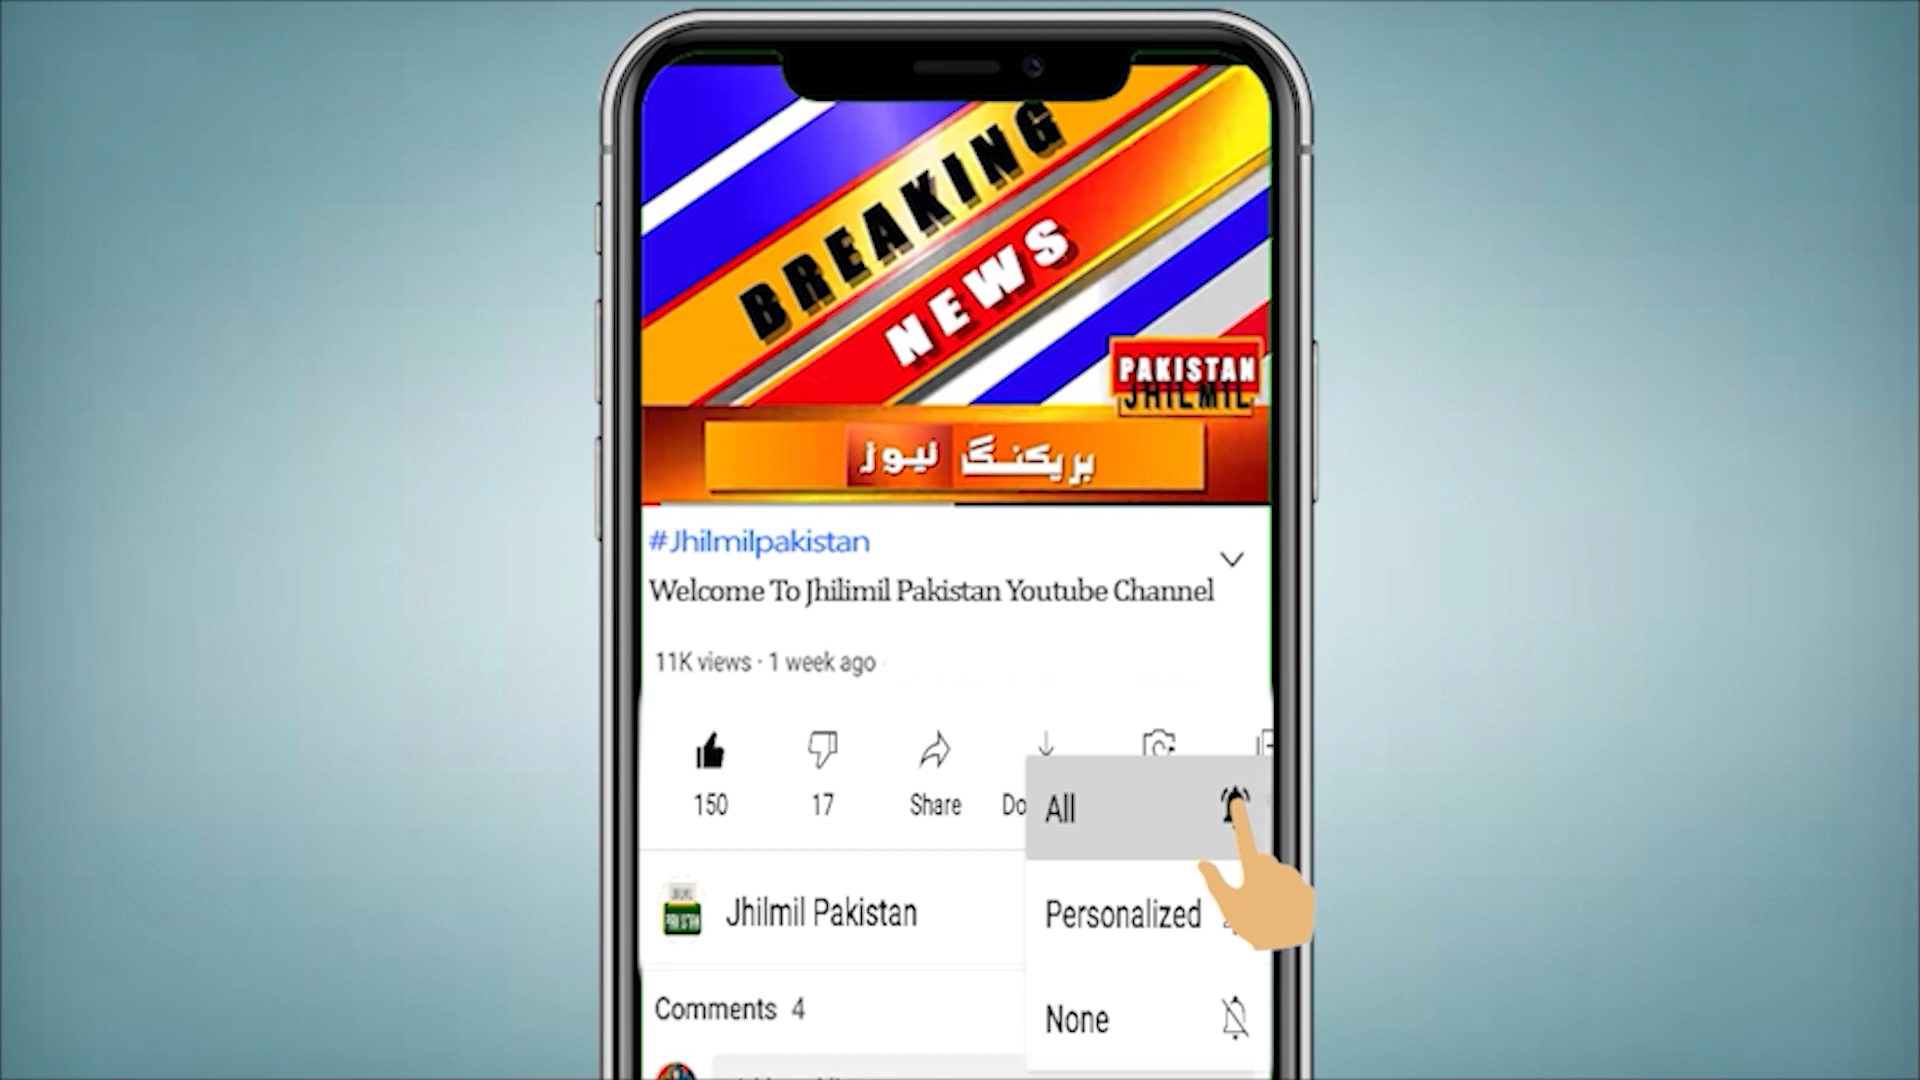 BREAKING
NEWS
PAKISTAN
JHILMIL
بریکنگ نیوز
#Jhilmilpakistan
Welcome To Jhilimil Pakistan Youtube Channel
11K views · 1 week ago
150
17
Share
Do
All
Jhilmil Pakistan
Personalized
Comments 4
None